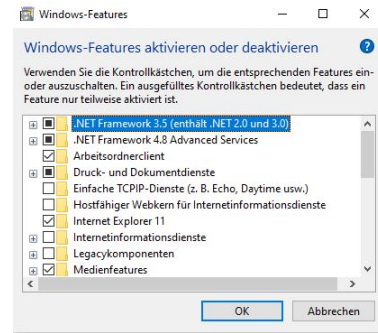 Windows-Features
Windows-Features aktivieren oder deaktivieren
Verwenden Sie die Kontrollkästchen, um die entsprechenden Features ein-
oder auszuschalten. Ein ausgefülltes Kontrollkästchen bedeutet, dass ein
Feature nur teilweise aktiviert ist.
.NET Framework 3.5 (enthält .NET 2.0 und 3.0)
.NET Framework 4.8 Advanced Services
Arbeitsordnerclient
Druck- und Dokumentdienste
Einfache TCPIP-Dienste (z. B. Echo, Daytime usw.)
Hostfähiger Webkern für Internetinformationsdienste
Internet Explorer 11
Internetinformationsdienste
Legacykomponenten
Medienfeatures
OK
Abbrechen